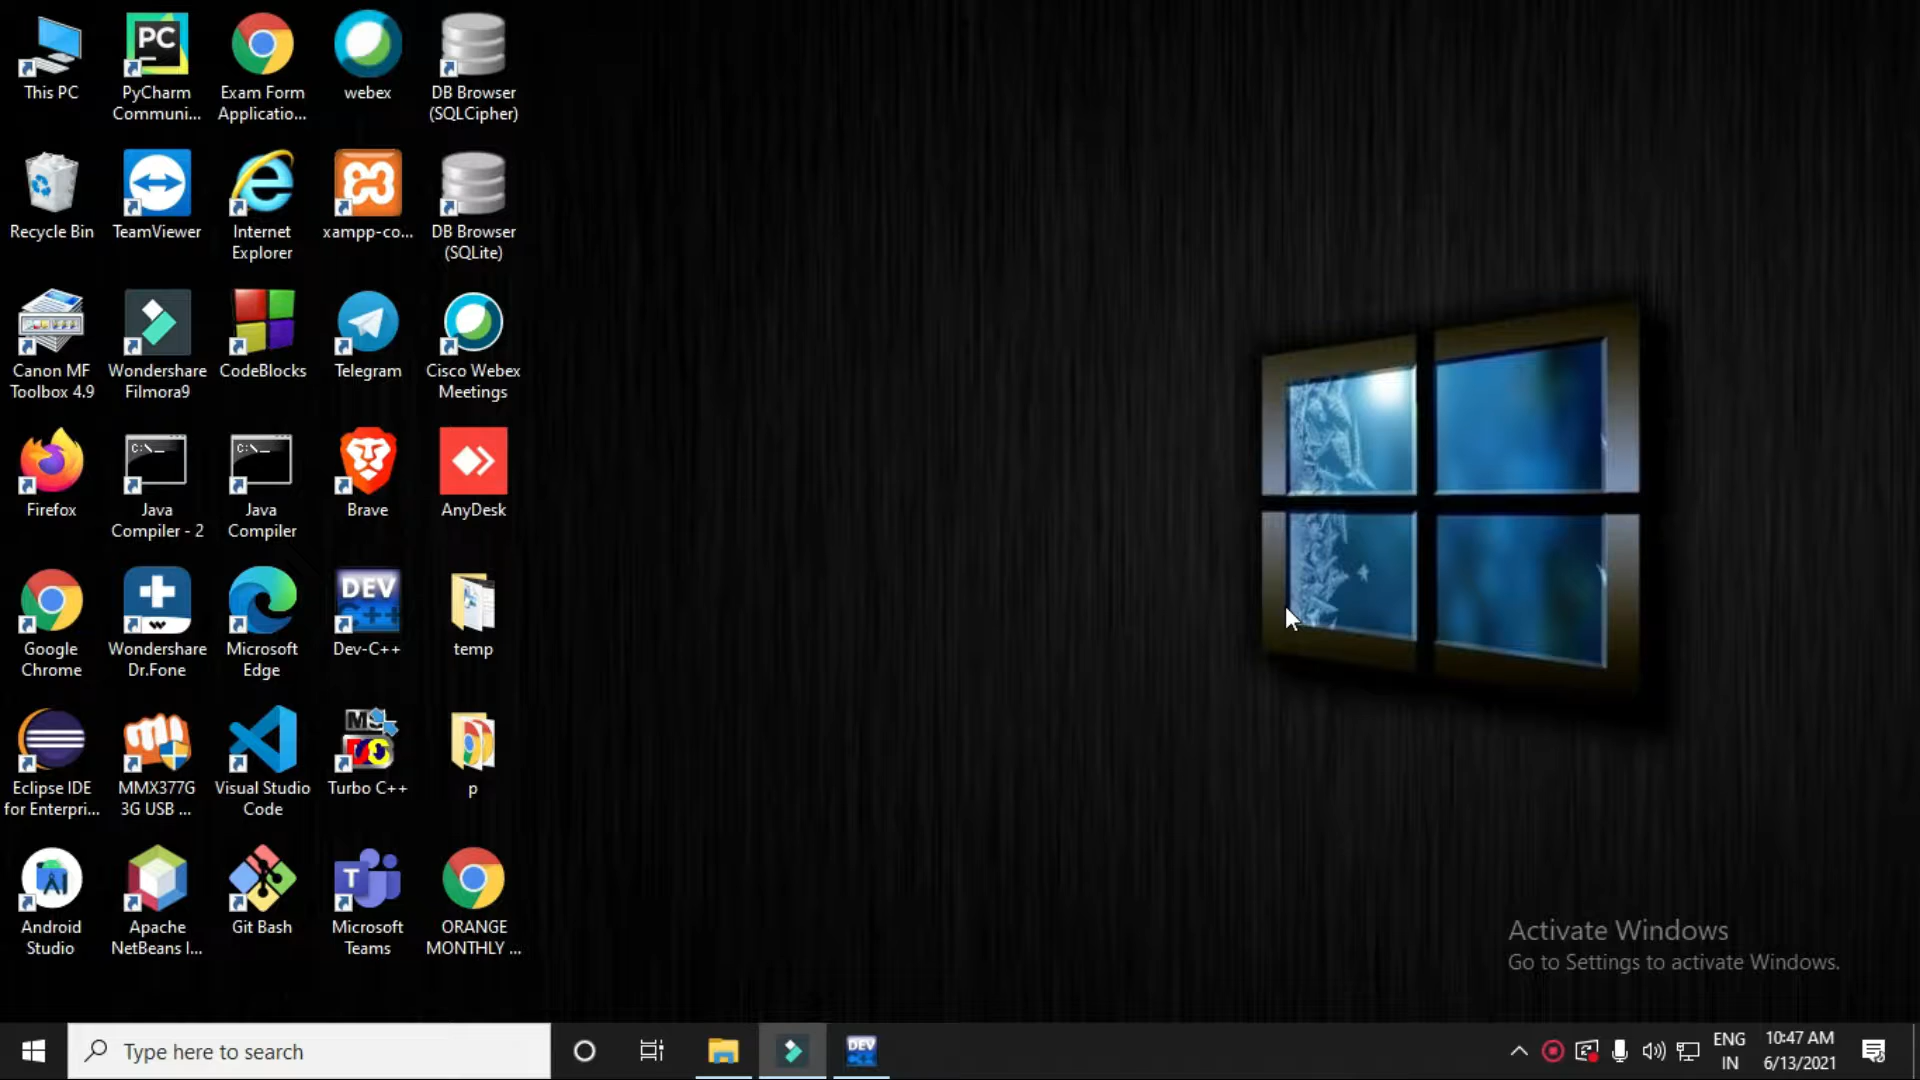 This PC
PyCharm
Communi...
Exam Form
Applicatio...
webex
DB Browser
(SQLCipher)
Recycle Bin
TeamViewer
Internet
Explorer
xampp-co...
DB Browser
(SQLite)
Canon MF
Toolbox 4.9
Wondershare
Filmora9
CodeBlocks
Telegram
Cisco Webex
Meetings
Firefox
Java
Compiler - 2
Java
Compiler
Brave
AnyDesk
Google
Chrome
Wondershare
Dr.Fone
Microsoft
Edge
DEV
C++
Dev-C++
temp
Eclipse IDE
for Enterpri...
MMX377G
3G USB ...
Visual Studio
Code
Turbo C++
p
Android
Studio
Apache
NetBeans I...
Git Bash
Microsoft
Teams
ORANGE
MONTHLY ...
PC
C:\_
C:\_
T
Activate Windows
Go to Settings to activate Windows.
Type here to search
DEV
ENG
IN
10:47 AM
6/13/2021